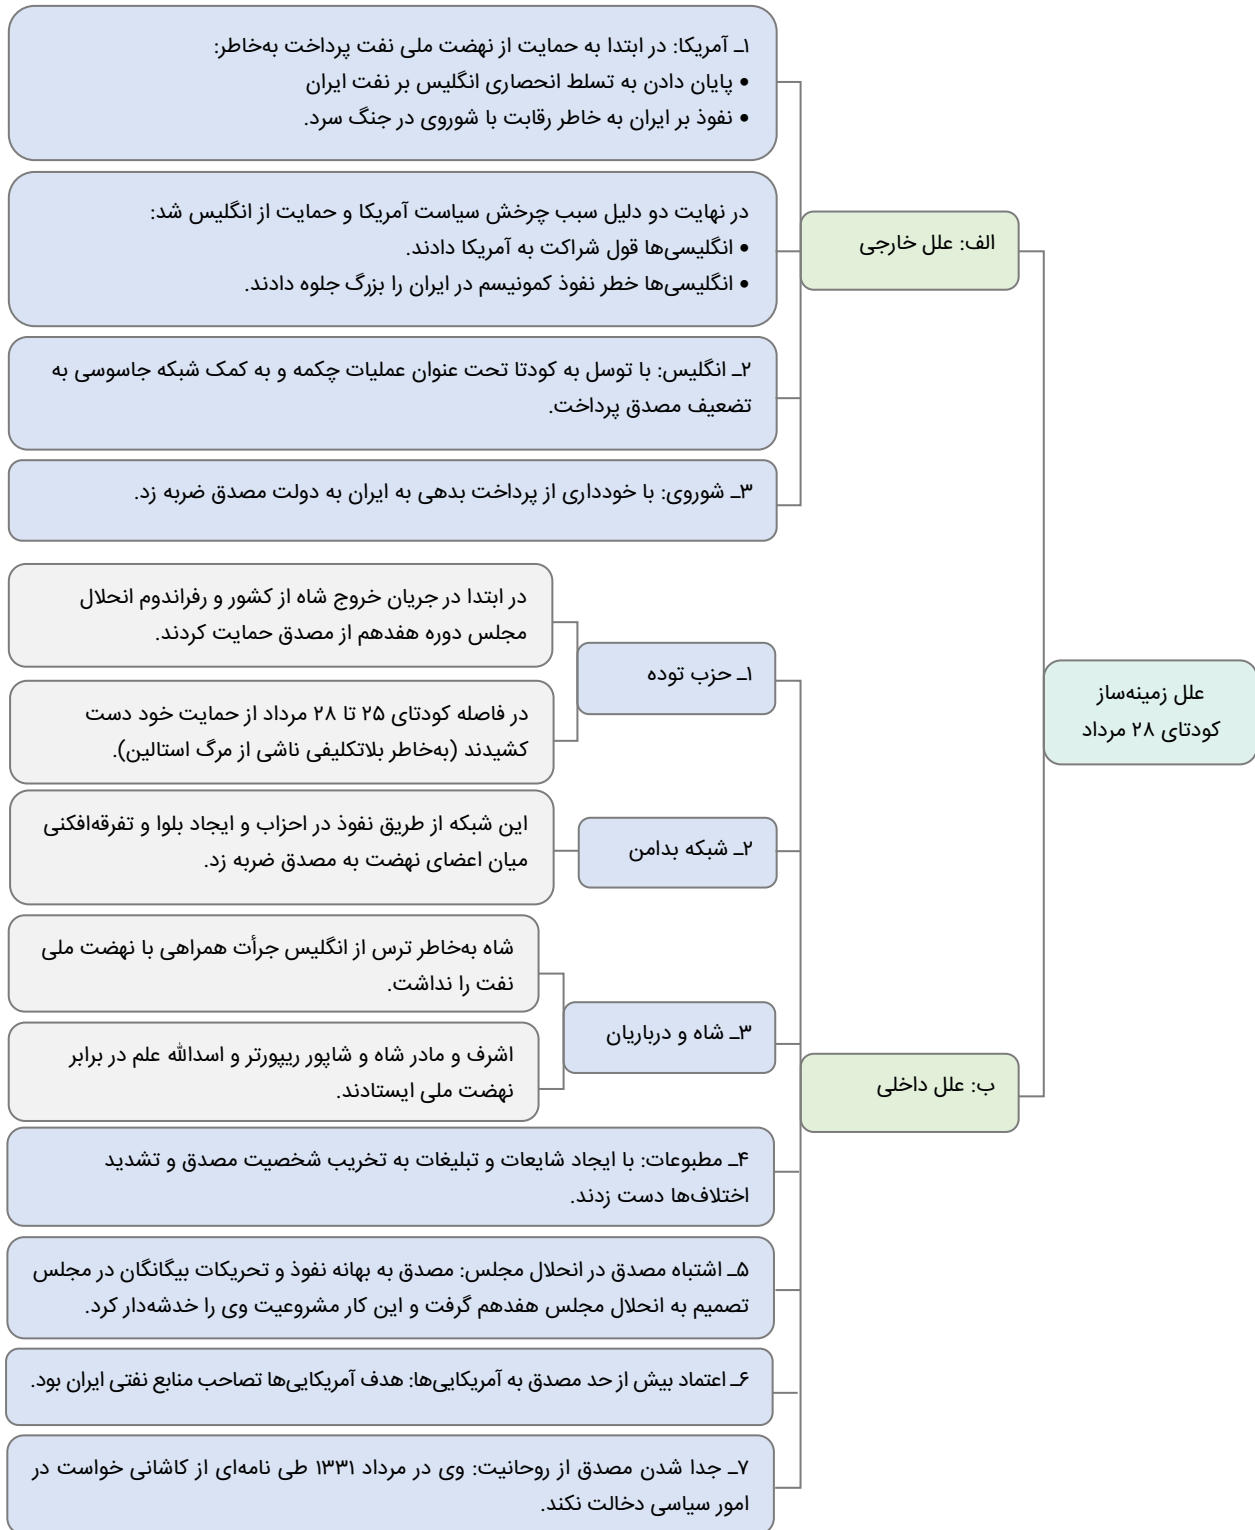 علل زمینه‌ساز
کودتای ۲۸ مرداد
الف: علل خارجی
۱ـ آمریکا: در ابتدا به حمایت از نهضت ملی نفت پرداخت به‌خاطر:
• پایان دادن به تسلط انحصاری انگلیس بر نفت ایران
• نفوذ بر ایران به خاطر رقابت با شوروی در جنگ سرد.
در نهایت دو دلیل سبب چرخش سیاست آمریکا و حمایت از انگلیس شد:
• انگلیسی‌ها قول شراکت به آمریکا دادند.
• انگلیسی‌ها خطر نفوذ کمونیسم در ایران را بزرگ جلوه دادند.
۲ـ انگلیس: با توسل به کودتا تحت عنوان عملیات چکمه و به کمک شبکه جاسوسی به
تضعیف مصدق پرداخت.
۳ـ شوروی: با خودداری از پرداخت بدهی به ایران به دولت مصدق ضربه زد.
ب: علل داخلی
۱ـ حزب توده
در ابتدا در جریان خروج شاه از کشور و رفراندوم انحلال
مجلس دوره هفدهم از مصدق حمایت کردند.
در فاصله کودتای ۲۵ تا ۲۸ مرداد از حمایت خود دست
کشیدند (به‌خاطر بلاتکلیفی ناشی از مرگ استالین).
۲ـ شبکه بدامن
این شبکه از طریق نفوذ در احزاب و ایجاد بلوا و تفرقه‌افکنی
میان اعضای نهضت به مصدق ضربه زد.
۳ـ شاه و درباریان
شاه به‌خاطر ترس از انگلیس جرأت همراهی با نهضت ملی
نفت را نداشت.
اشرف و مادر شاه و شاپور ریپورتر و اسدالله علم در برابر
نهضت ملی ایستادند.
۴ـ مطبوعات: با ایجاد شایعات و تبلیغات به تخریب شخصیت مصدق و تشدید
اختلاف‌ها دست زدند.
۵ـ اشتباه مصدق در انحلال مجلس: مصدق به بهانه نفوذ و تحریکات بیگانگان در مجلس
تصمیم به انحلال مجلس هفدهم گرفت و این کار مشروعیت وی را خدشه‌دار کرد.
۶ـ اعتماد بیش از حد مصدق به آمریکایی‌ها: هدف آمریکایی‌ها تصاحب منابع نفتی ایران بود.
۷ـ جدا شدن مصدق از روحانیت: وی در مرداد ۱۳۳۱ طی نامه‌ای از کاشانی خواست در
امور سیاسی دخالت نکند.